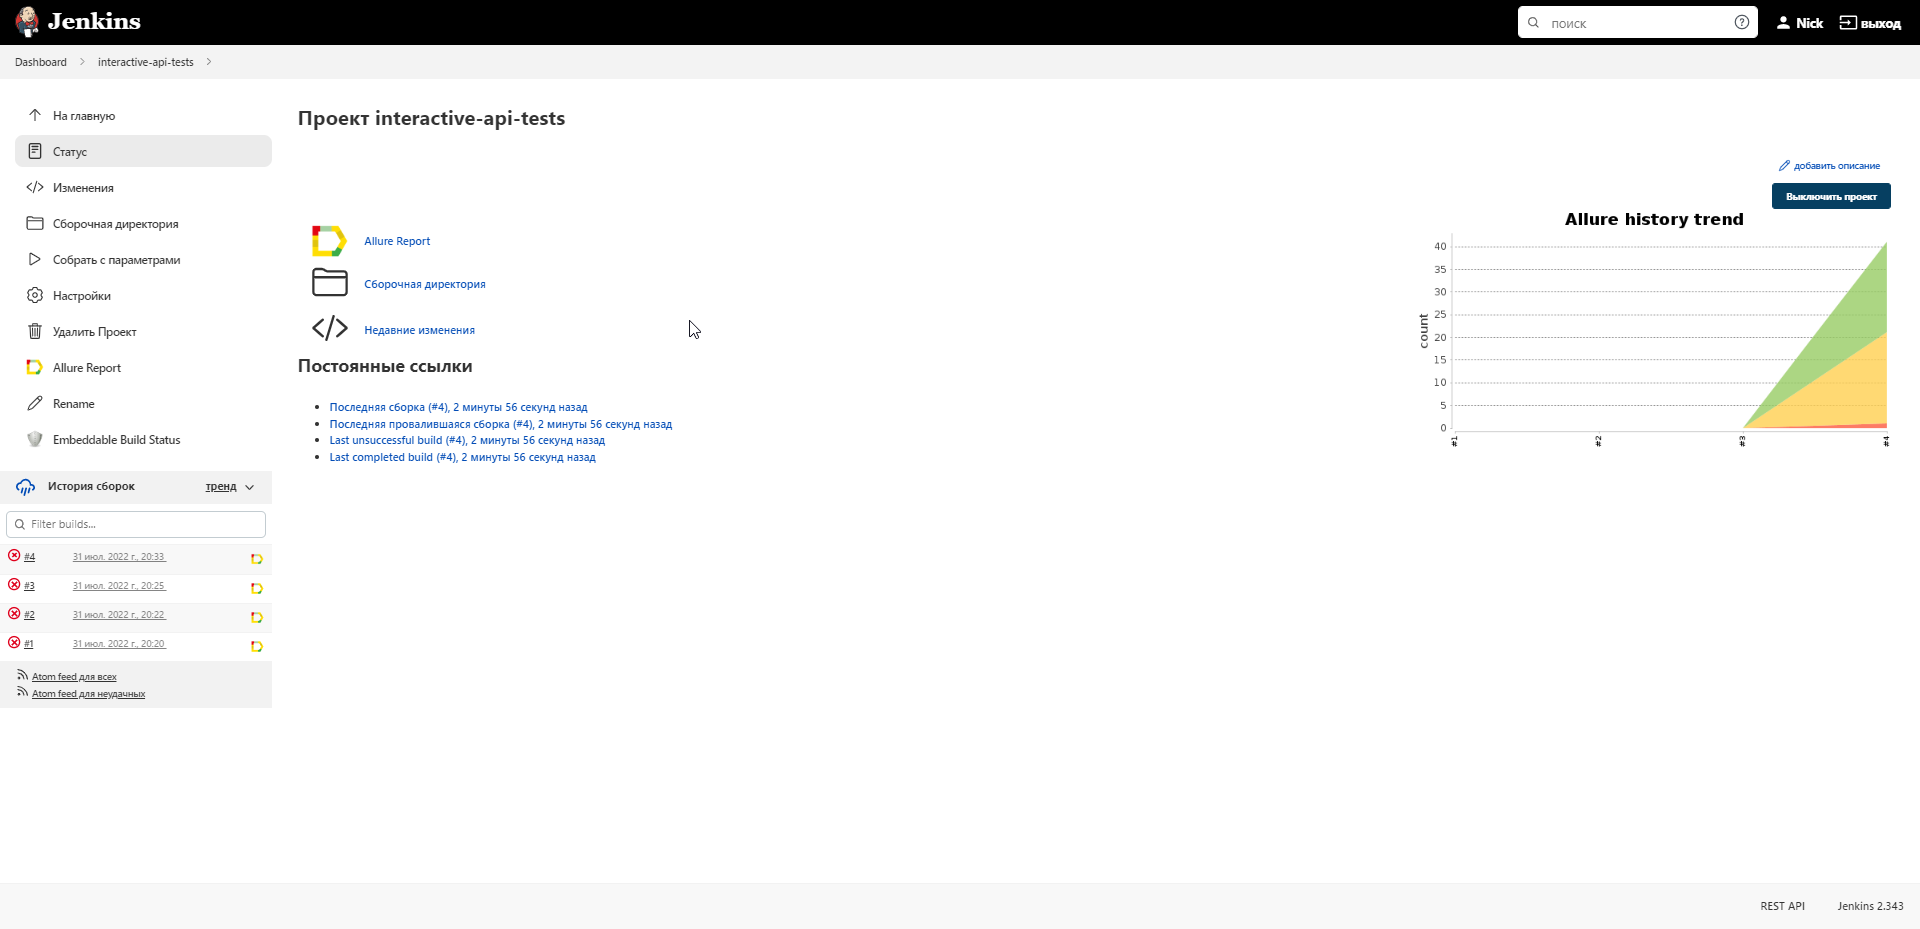 Jenkins
поиск
Nick
выход
Dashboard
interactive-api-tests
На главную
Статус
Изменения
Сборочная директория
Собрать с параметрами
Настройки
Удалить Проект
Allure Report
Rename
Embeddable Build Status
История сборок
тренд
Filter builds...
#4 31 июл. 2022 г., 20:33
#3 31 июл. 2022 г., 20:25
#2 31 июл. 2022 г., 20:22
#1 31 июл. 2022 г., 20:20
Atom feed для всех
Atom feed для неудачных
Проект interactive-api-tests
добавить описание
Выключить проект
Allure Report
Сборочная директория
Недавние изменения
Постоянные ссылки
Последняя сборка (#4), 2 минуты 56 секунд назад
Последняя провалившаяся сборка (#4), 2 минуты 56 секунд назад
Last unsuccessful build (#4), 2 минуты 56 секунд назад
Last completed build (#4), 2 минуты 56 секунд назад
Allure history trend
count
40
35
30
25
20
15
10
5
0
#1
#2
#3
#4
REST API
Jenkins 2.343